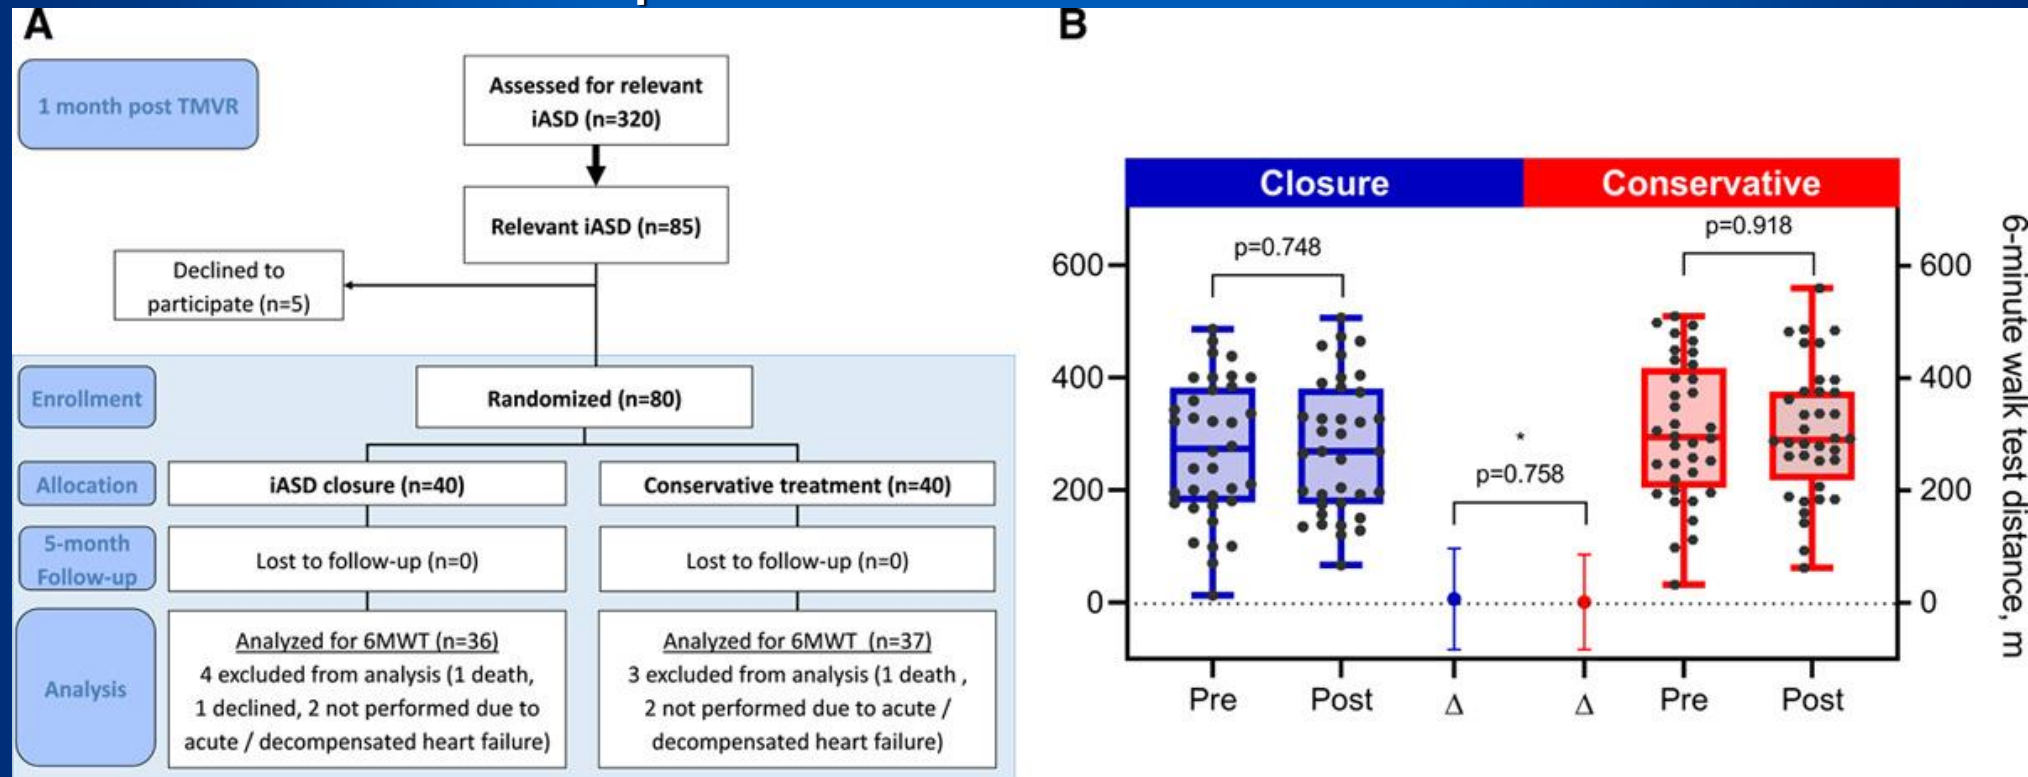 A
1 month post TMVR
Assessed for relevant
iASD (n=320)
Relevant iASD (n=85)
Declined to
participate (n=5)
Enrollment
Randomized (n=80)
Allocation
iASD closure (n=40)
Conservative treatment (n=40)
5-month
Follow-up
Lost to follow-up (n=0)
Lost to follow-up (n=0)
Analysis
Analyzed for 6MWT (n=36)
4 excluded from analysis (1 death,
1 declined, 2 not performed due to
acute / decompensated heart failure)
Analyzed for 6MWT (n=37)
3 excluded from analysis (1 death ,
2 not performed due to acute /
decompensated heart failure)
B
Closure
Conservative
p=0.748
p=0.918
*
p=0.758
600
400
200
0
600
400
200
0
6-minute walk test distance, m
Pre
Post
Δ
Δ
Pre
Post